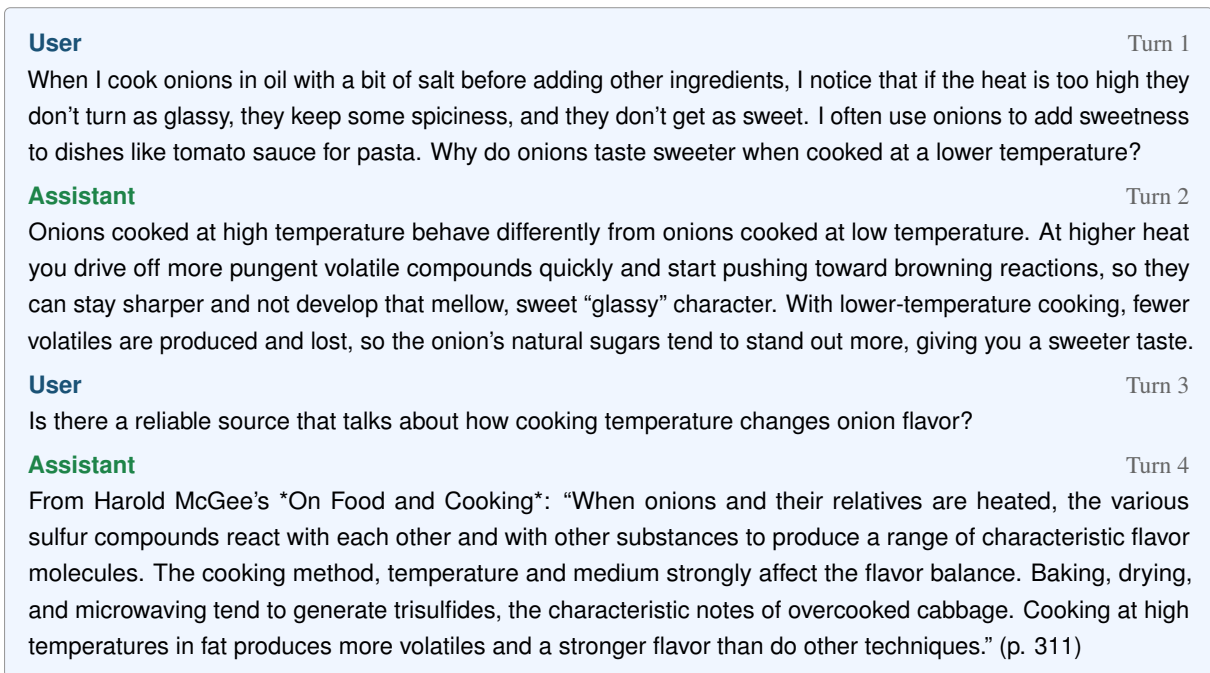 User Turn 1
When I cook onions in oil with a bit of salt before adding other ingredients, I notice that if the heat is too high they
don't turn as glassy, they keep some spiciness, and they don't get as sweet. I often use onions to add sweetness
to dishes like tomato sauce for pasta. Why do onions taste sweeter when cooked at a lower temperature?
Assistant Turn 2
Onions cooked at high temperature behave differently from onions cooked at low temperature. At higher heat
you drive off more pungent volatile compounds quickly and start pushing toward browning reactions, so they
can stay sharper and not develop that mellow, sweet “glassy” character. With lower-temperature cooking, fewer
volatiles are produced and lost, so the onion's natural sugars tend to stand out more, giving you a sweeter taste.
User Turn 3
Is there a reliable source that talks about how cooking temperature changes onion flavor?
Assistant Turn 4
From Harold McGee's *On Food and Cooking*: “When onions and their relatives are heated, the various
sulfur compounds react with each other and with other substances to produce a range of characteristic flavor
molecules. The cooking method, temperature and medium strongly affect the flavor balance. Baking, drying,
and microwaving tend to generate trisulfides, the characteristic notes of overcooked cabbage. Cooking at high
temperatures in fat produces more volatiles and a stronger flavor than do other techniques.” (p. 311)